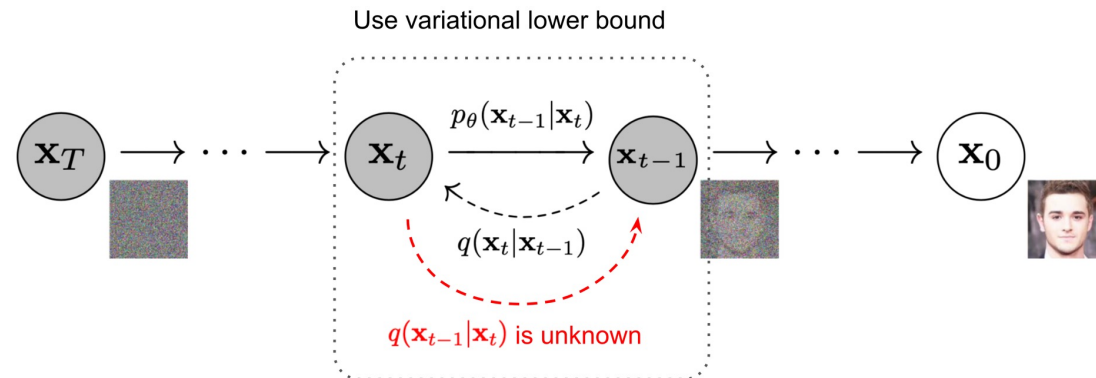 Use variational lower bound
p_θ(x_{t−1}|x_t)
x_T → ⋯ → x_t → x_{t−1} → ⋯ → x_0
q(x_t|x_{t−1})
q(x_{t−1}|x_t) is unknown